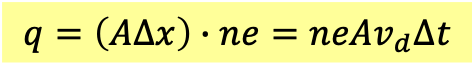 q = (AΔx) · ne = neAv_dΔt